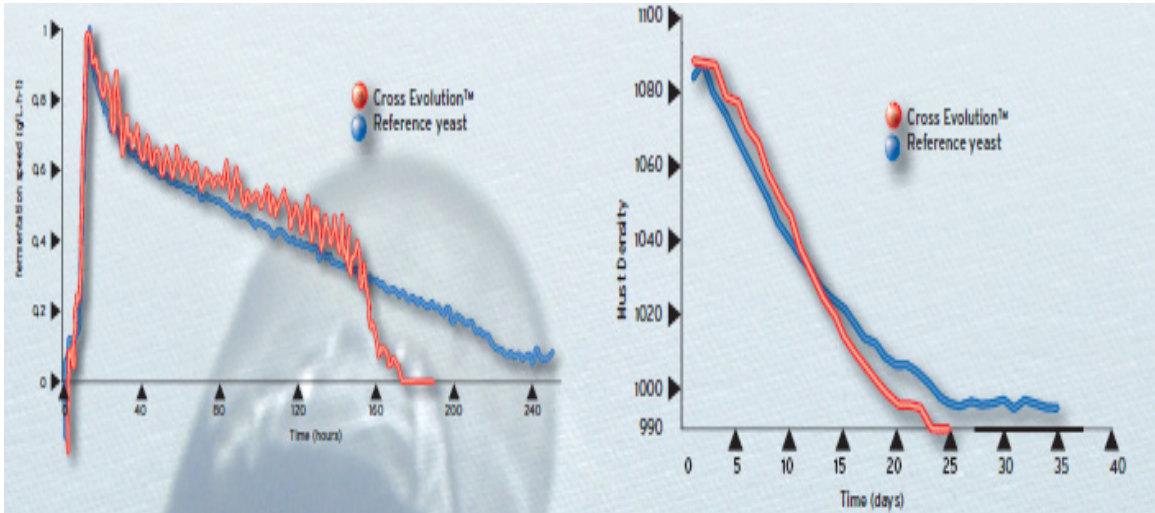 1
0,8
0,6
0,4
0,2
0
fermentation speed (g/L.h-1)
Cross Evolution™
Reference yeast
0 40 80 120 160 200 240
Time (hours)
1100
1080
1060
1040
1020
1000
990
Must Density
Cross Evolution™
Reference yeast
0 5 10 15 20 25 30 35 40
Time (days)